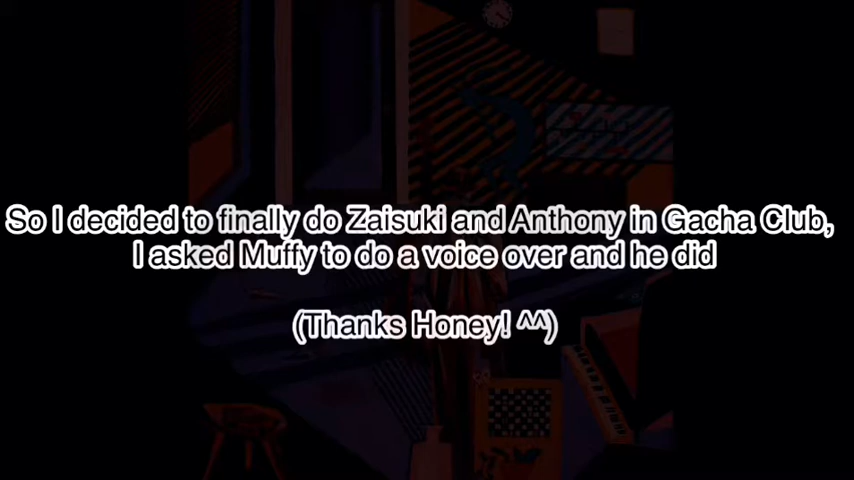 So I decided to finally do Zaisuki and Anthony in Gacha Club,
I asked Muffy to do a voice over and he did
(Thanks Honey! ^^)